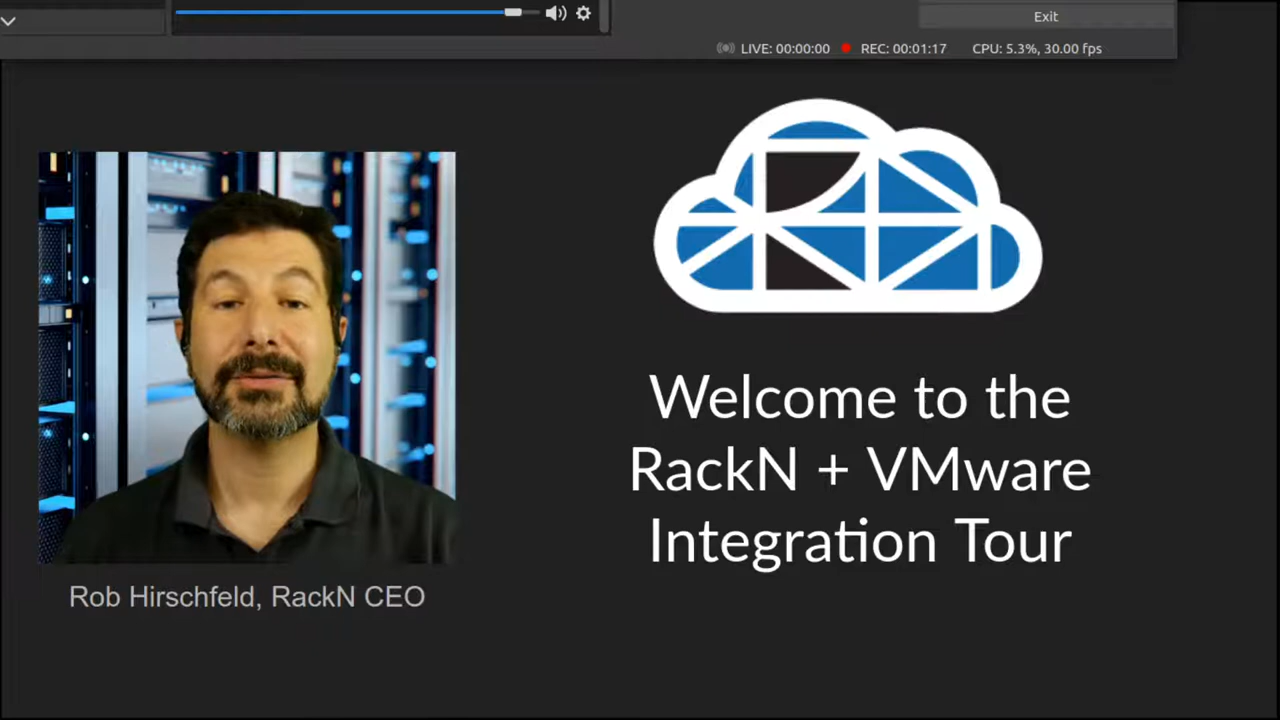 Exit
LIVE: 00:00:00 REC: 00:01:17 CPU: 5.3%, 30.00 fps
Welcome to the
RackN + VMware
Integration Tour
Rob Hirschfeld, RackN CEO